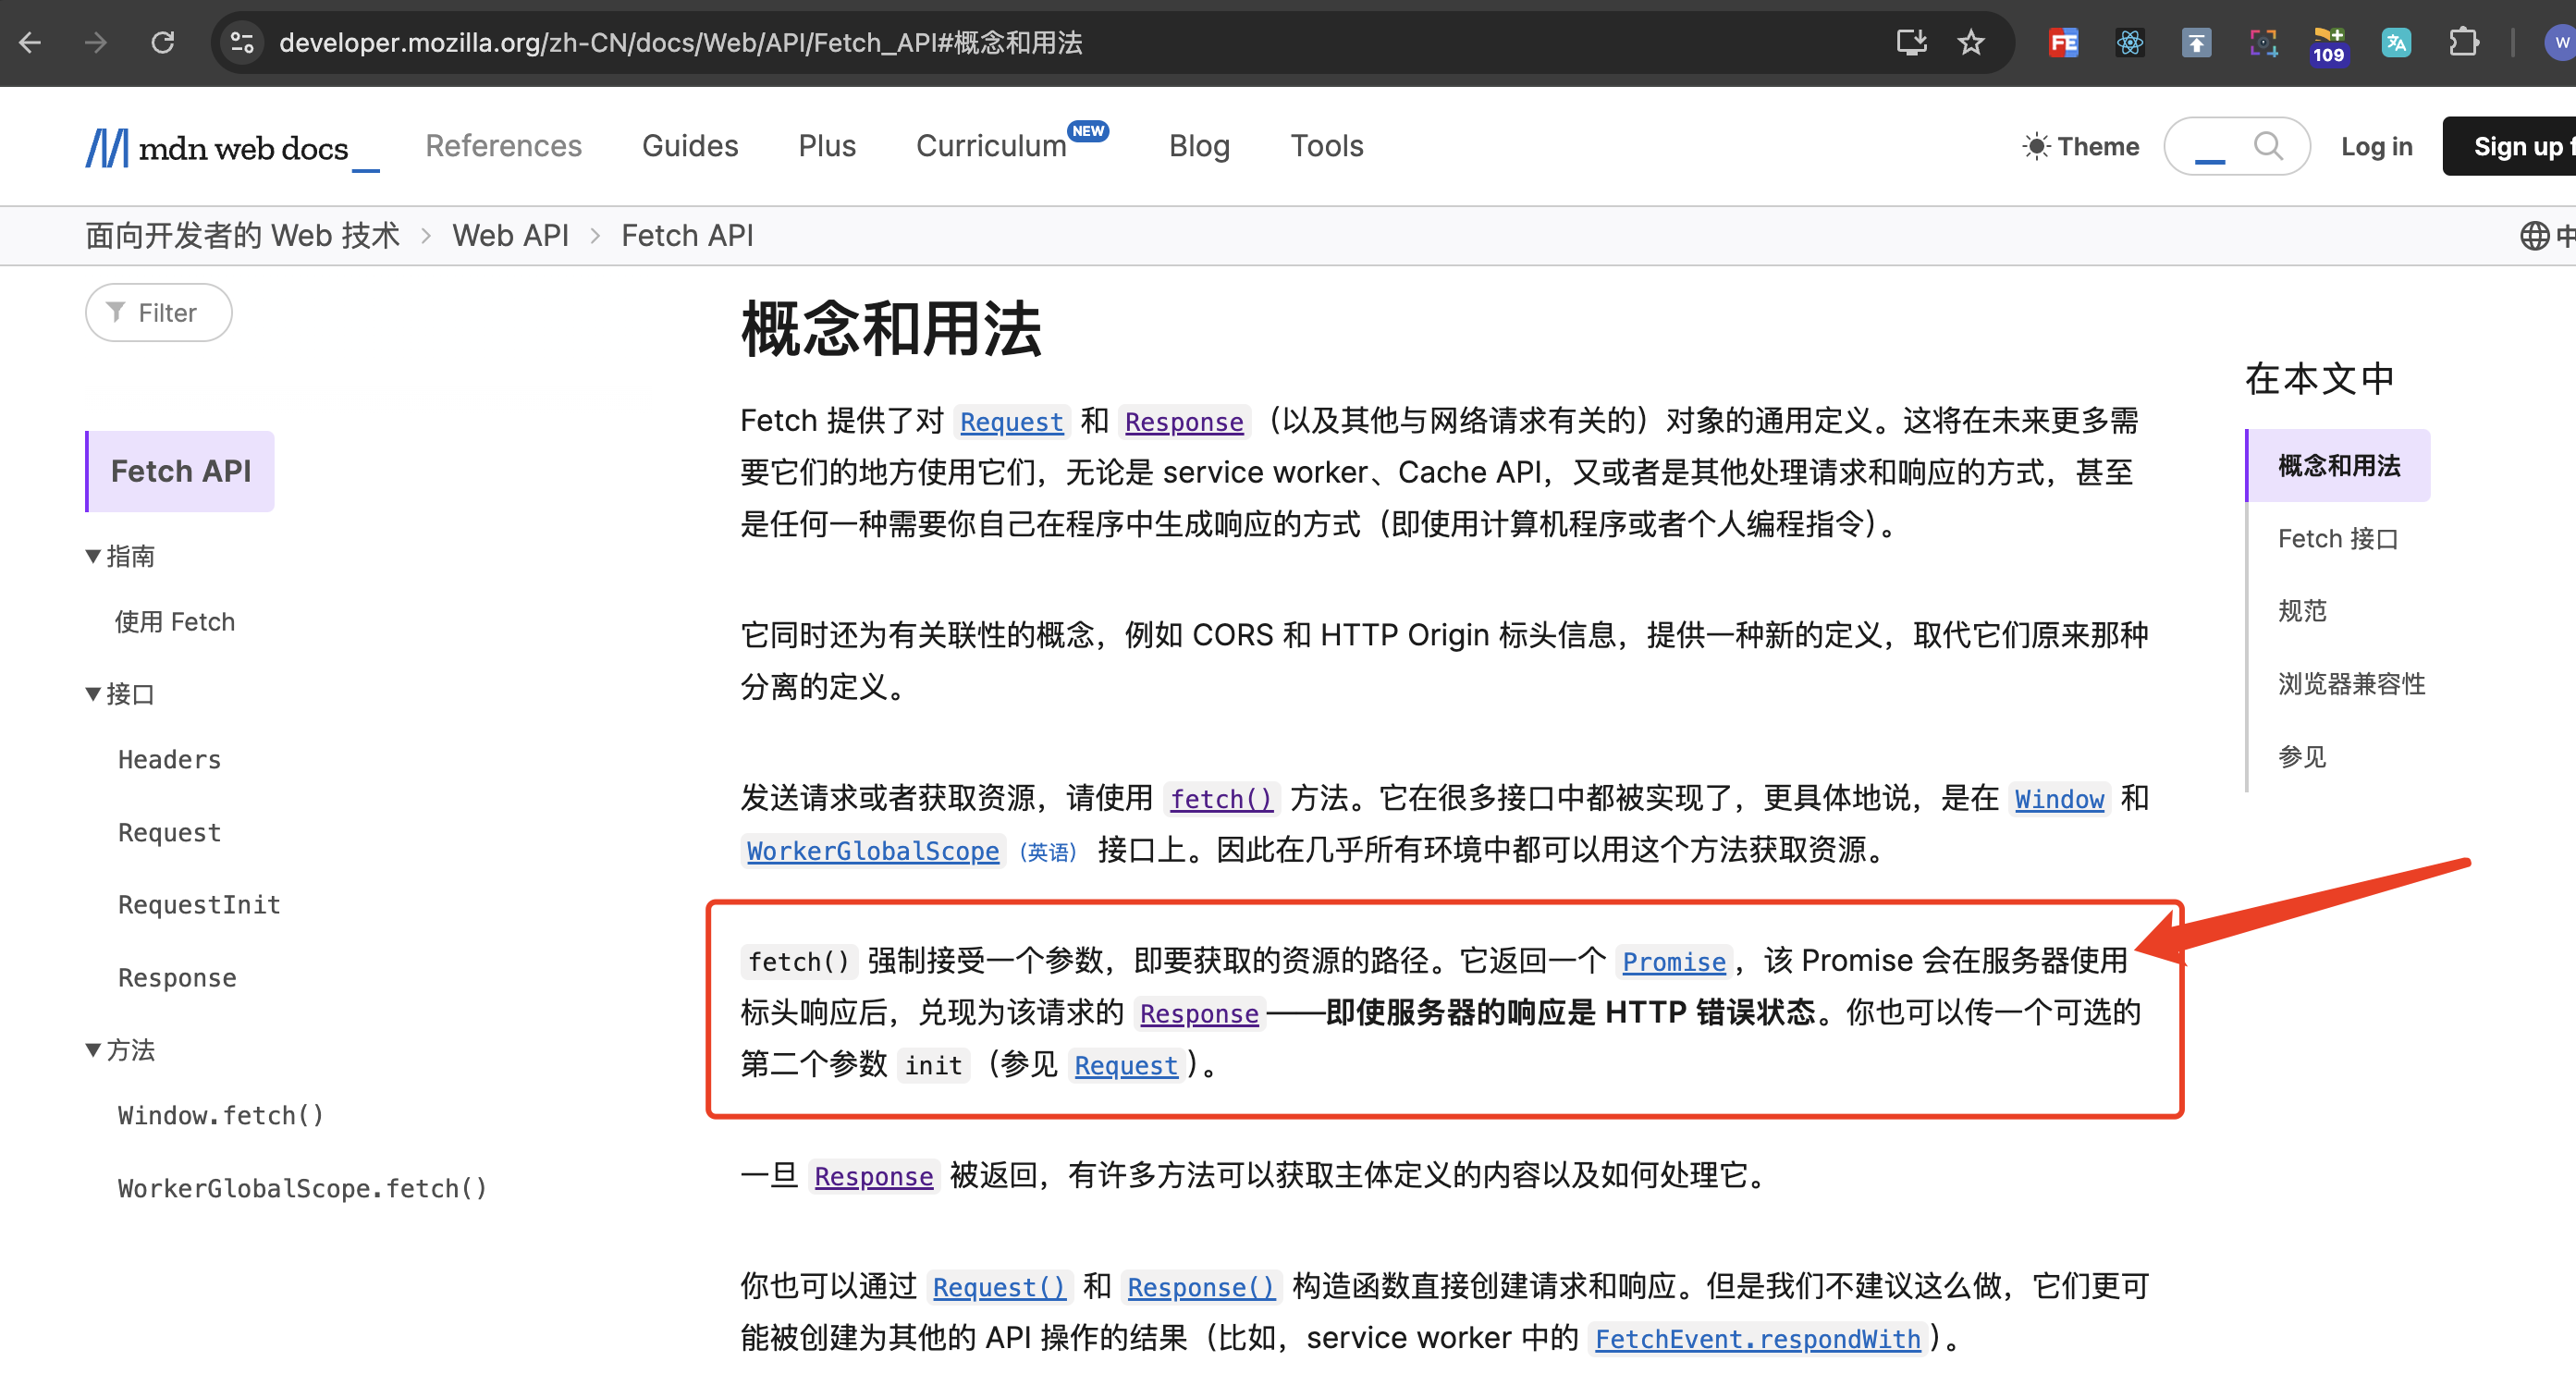 developer.mozilla.org/zh-CN/docs/Web/API/Fetch_API#概念和用法
FE
109
W
mdn web docs
References
Guides
Plus
Curriculum NEW
Blog
Tools
Theme
Log in
Sign up f
面向开发者的 Web 技术 > Web API > Fetch API
中
Filter
Fetch API
▼指南
使用 Fetch
▼接口
Headers
Request
RequestInit
Response
▼方法
Window.fetch()
WorkerGlobalScope.fetch()
概念和用法
Fetch 提供了对 Request 和 Response（以及其他与网络请求有关的）对象的通用定义。这将在未来更多需
要它们的地方使用它们，无论是 service worker、Cache API，又或者是其他处理请求和响应的方式，甚至
是任何一种需要你自己在程序中生成响应的方式（即使用计算机程序或者个人编程指令）。
它同时还为有关联性的概念，例如 CORS 和 HTTP Origin 标头信息，提供一种新的定义，取代它们原来那种
分离的定义。
发送请求或者获取资源，请使用 fetch() 方法。它在很多接口中都被实现了，更具体地说，是在 Window 和
WorkerGlobalScope（英语） 接口上。因此在几乎所有环境中都可以用这个方法获取资源。
fetch() 强制接受一个参数，即要获取的资源的路径。它返回一个 Promise，该 Promise 会在服务器使用
标头响应后，兑现为该请求的 Response——即使服务器的响应是 HTTP 错误状态。你也可以传一个可选的
第二个参数 init（参见 Request）。
一旦 Response 被返回，有许多方法可以获取主体定义的内容以及如何处理它。
你也可以通过 Request() 和 Response() 构造函数直接创建请求和响应。但是我们不建议这么做，它们更可
能被创建为其他的 API 操作的结果（比如，service worker 中的 FetchEvent.respondWith）。
在本文中
概念和用法
Fetch 接口
规范
浏览器兼容性
参见